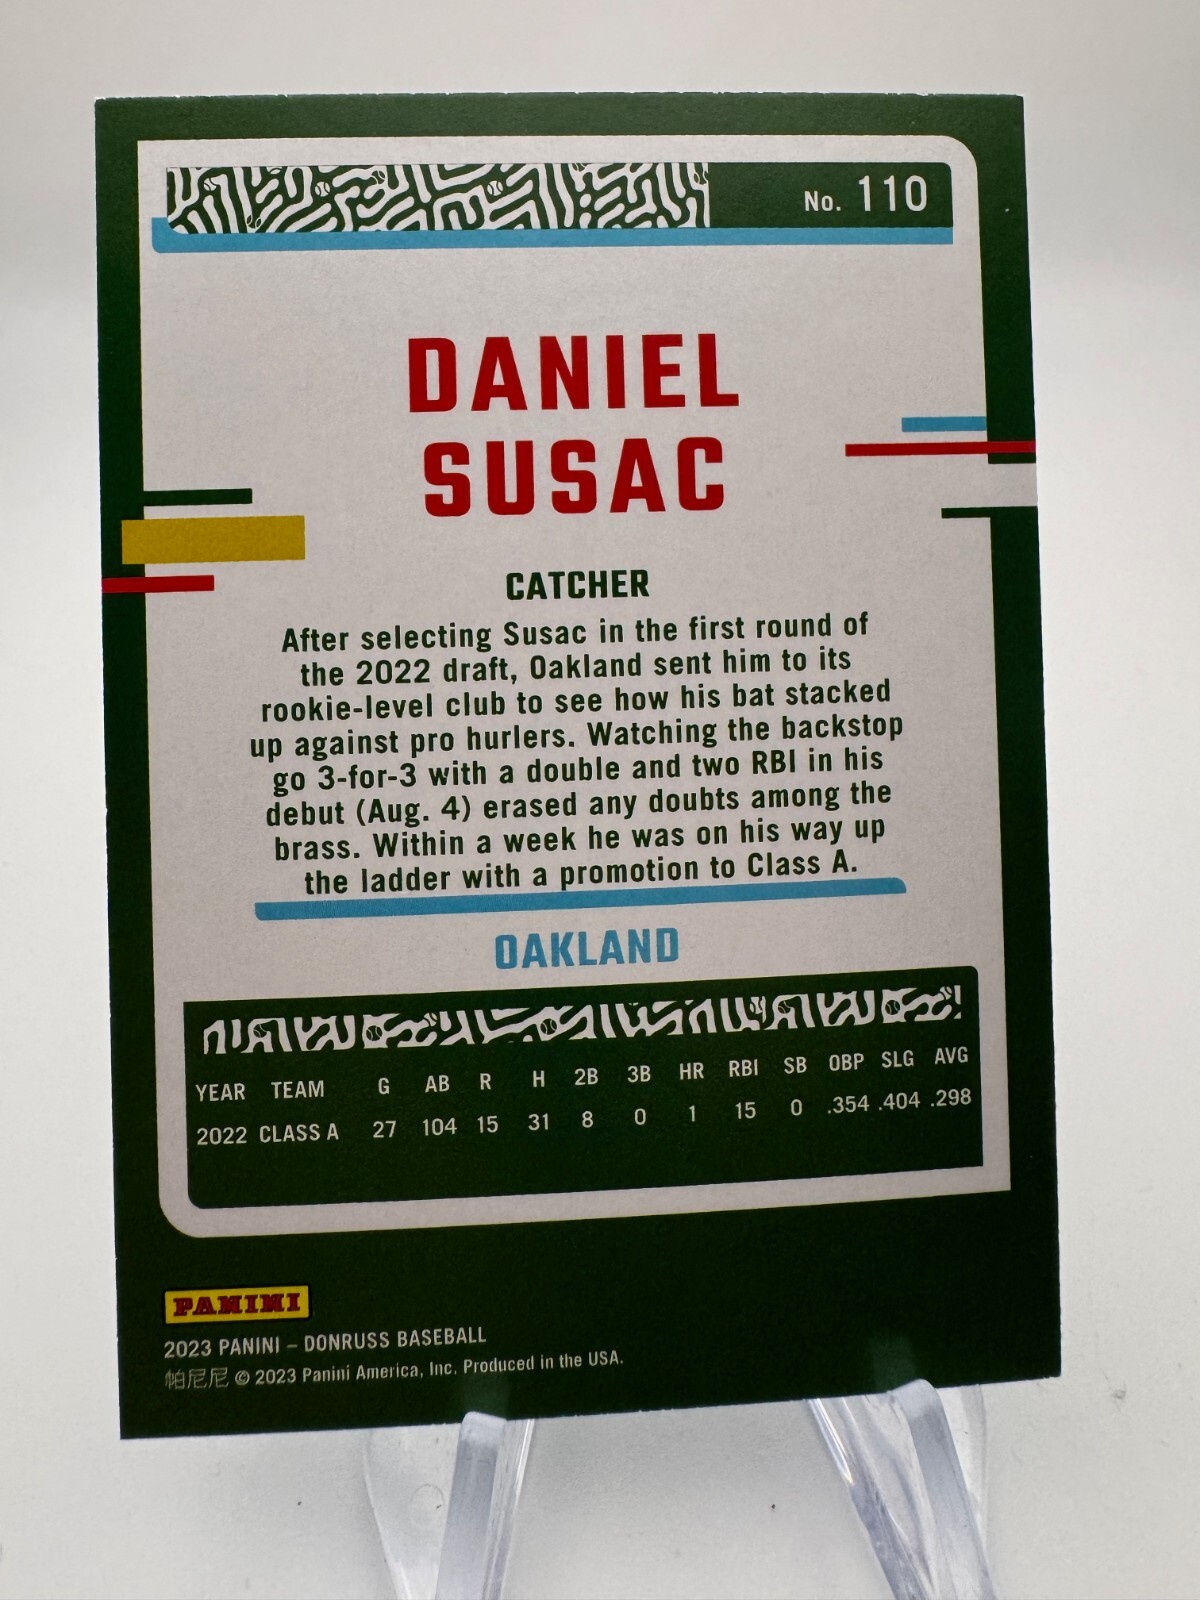 No. 110
DANIEL
SUSAC
CATCHER
After selecting Susac in the first round of
the 2022 draft, Oakland sent him to its
rookie-level club to see how his bat stacked
up against pro hurlers. Watching the backstop
go 3-for-3 with a double and two RBI in his
debut (Aug. 4) erased any doubts among the
brass. Within a week he was on his way up
the ladder with a promotion to Class A.
OAKLAND
YEAR TEAM G AB R H 2B 3B HR RBI SB OBP SLG AVG
2022 CLASS A 27 104 15 31 8 0 1 15 0 .354 .404 .298
PANINI
2023 PANINI – DONRUSS BASEBALL
帕尼尼 © 2023 Panini America, Inc. Produced in the USA.